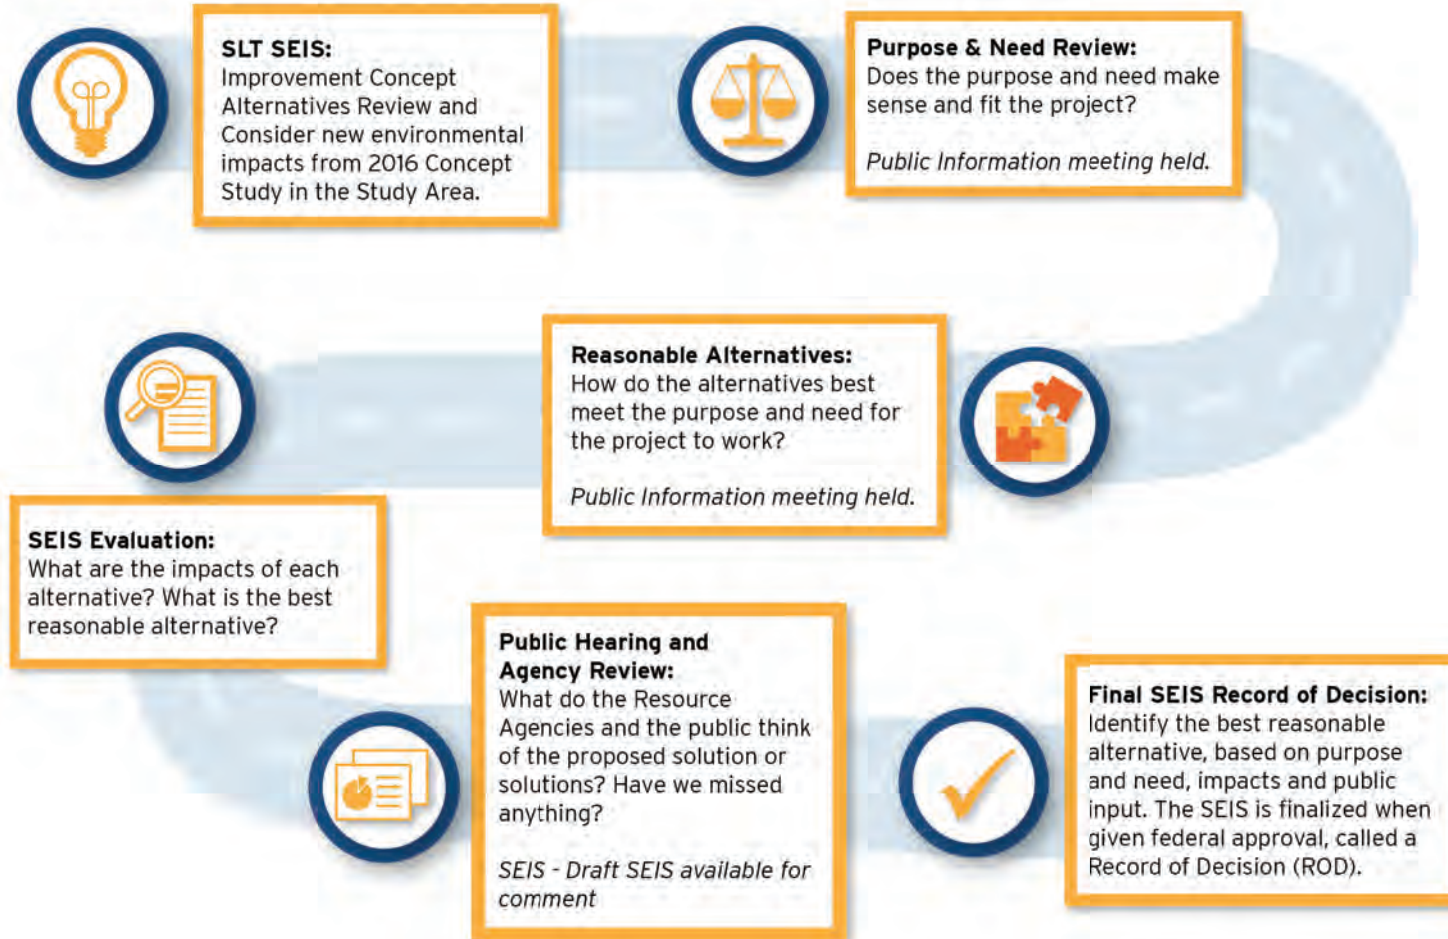 SLT SEIS:
Improvement Concept
Alternatives Review and
Consider new environmental
impacts from 2016 Concept
Study in the Study Area.
Purpose & Need Review:
Does the purpose and need make
sense and fit the project?
Public Information meeting held.
Reasonable Alternatives:
How do the alternatives best
meet the purpose and need for
the project to work?
Public Information meeting held.
SEIS Evaluation:
What are the impacts of each
alternative? What is the best
reasonable alternative?
Public Hearing and
Agency Review:
What do the Resource
Agencies and the public think
of the proposed solution or
solutions? Have we missed
anything?
SEIS - Draft SEIS available for
comment
Final SEIS Record of Decision:
Identify the best reasonable
alternative, based on purpose
and need, impacts and public
input. The SEIS is finalized when
given federal approval, called a
Record of Decision (ROD).